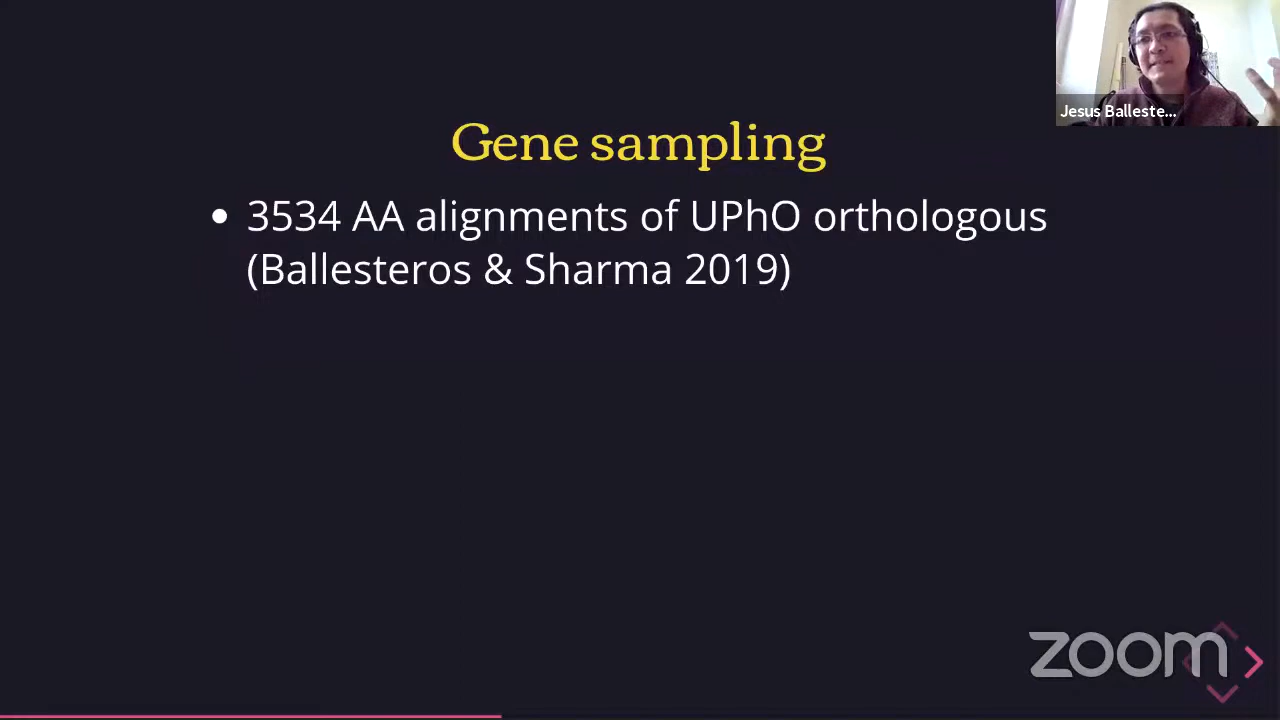 Jesus Balleste...
Gene sampling
• 3534 AA alignments of UPhO orthologous
(Ballesteros & Sharma 2019)
zoom